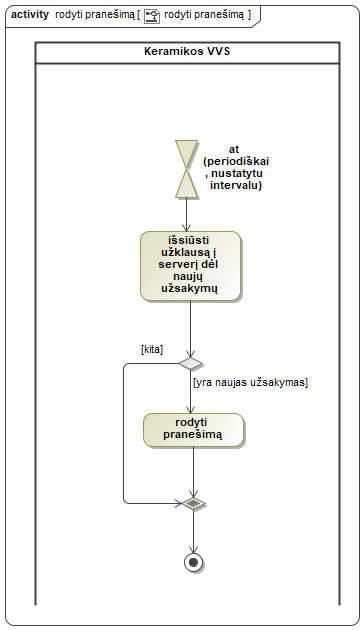 activity rodyti pranešimą [ rodyti pranešimą ]
Keramikos VVS
at
(periodiškai
, nustatytu
intervalu)
išsiūsti
užklausą į
serverį dėl
naujų
užsakymų
[kita]
[yra naujas užsakymas]
rodyti
pranešimą